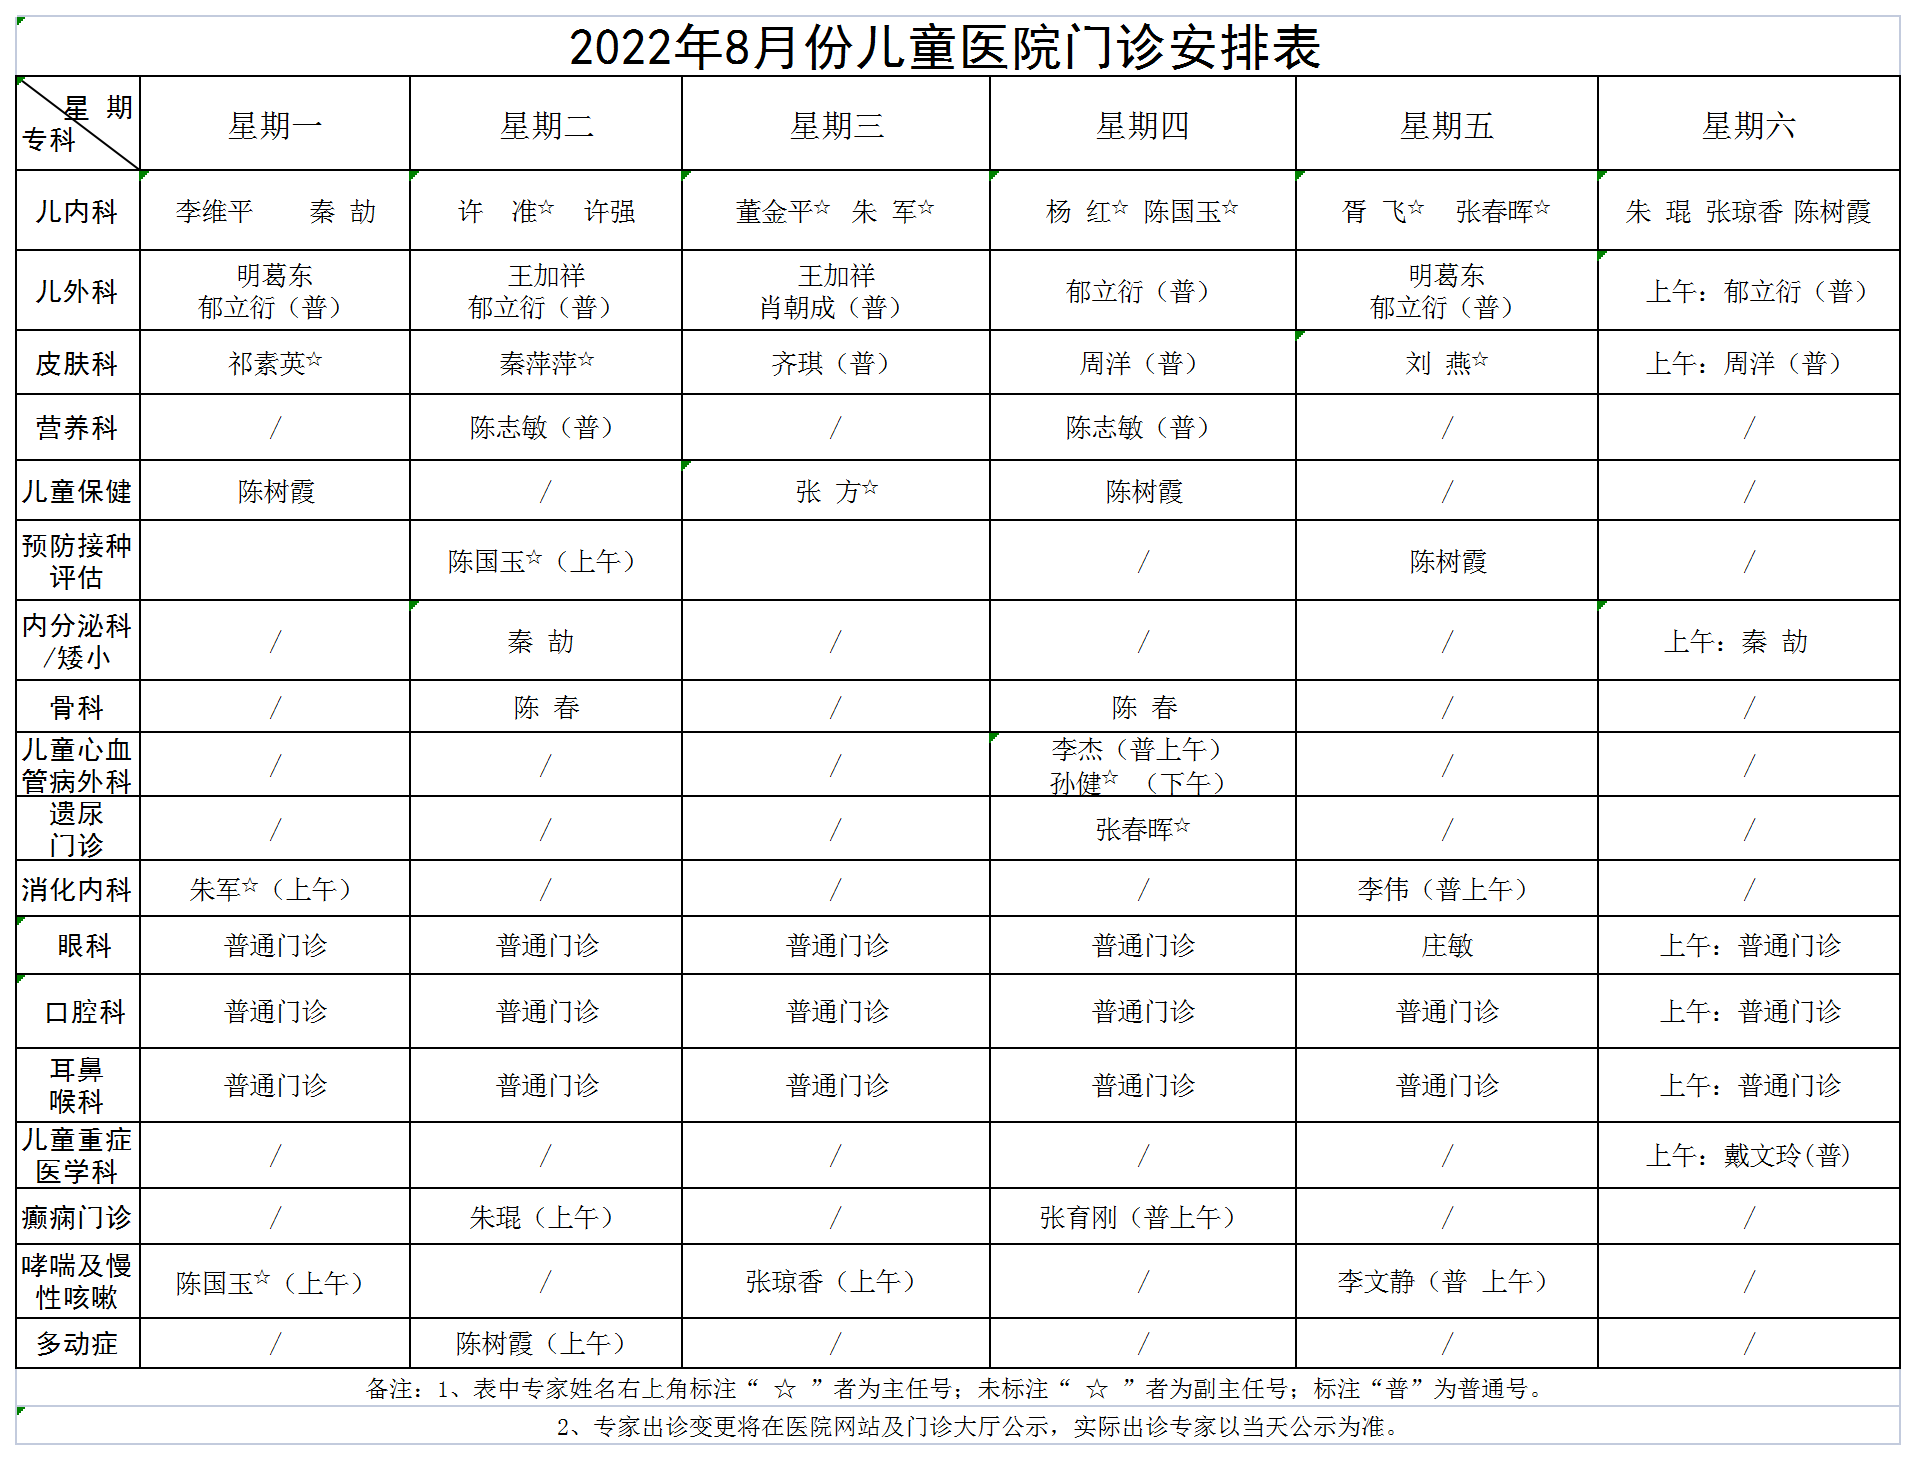 2022年8月份儿童医院门诊安排表
星 期
专科
星期一 星期二 星期三 星期四 星期五 星期六
儿内科 李维平 秦 劼 许 准☆ 许强 董金平☆ 朱 军☆ 杨 红☆ 陈国玉☆ 胥 飞☆ 张春晖☆ 朱 琨 张琼香 陈树霞
儿外科 明葛东 王加祥 王加祥 郁立衍（普） 明葛东 上午：郁立衍（普）
郁立衍（普） 郁立衍（普） 肖朝成（普） 郁立衍（普）
皮肤科 祁素英☆ 秦萍萍☆ 齐琪（普） 周洋（普） 刘 燕☆ 上午：周洋（普）
营养科 / 陈志敏（普） / 陈志敏（普） / /
儿童保健 陈树霞 / 张 方☆ 陈树霞 / /
预防接种
评估 陈国玉☆（上午） / 陈树霞 /
内分泌科
/矮小 / 秦 劼 / / / 上午：秦 劼
骨科 / 陈 春 / 陈 春 / /
儿童心血
管病外科 / / / 李杰（普上午） / /
孙健☆ （下午）
遗尿
门诊 / / / 张春晖☆ / /
消化内科 朱军☆（上午） / / / 李伟（普上午） /
眼科 普通门诊 普通门诊 普通门诊 普通门诊 庄敏 上午：普通门诊
口腔科 普通门诊 普通门诊 普通门诊 普通门诊 普通门诊 上午：普通门诊
耳鼻
喉科 普通门诊 普通门诊 普通门诊 普通门诊 普通门诊 上午：普通门诊
儿童重症
医学科 / / / / / 上午：戴文玲(普)
癫痫门诊 / 朱琨（上午） / 张育刚（普上午） / /
哮喘及慢
性咳嗽 陈国玉☆（上午） / 张琼香（上午） / 李文静（普 上午） /
多动症 / 陈树霞（上午） / / / /
备注：1、表中专家姓名右上角标注“ ☆ ”者为主任号；未标注“ ☆ ”者为副主任号；标注“普”为普通号。
2、专家出诊变更将在医院网站及门诊大厅公示，实际出诊专家以当天公示为准。